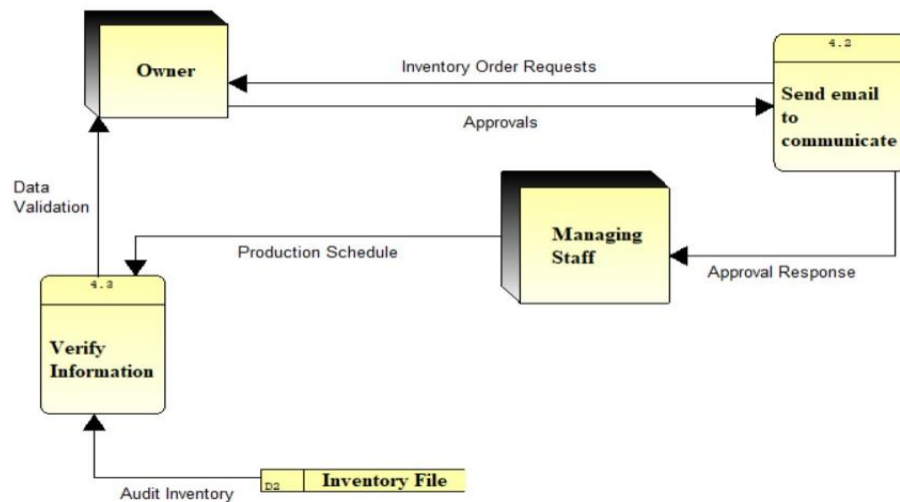 4.2
Owner
Inventory Order Requests
Send email
to
communicate
Approvals
Data
Validation
Managing
Staff
Production Schedule
Approval Response
4.3
Verify
Information
D2
Inventory File
Audit Inventory